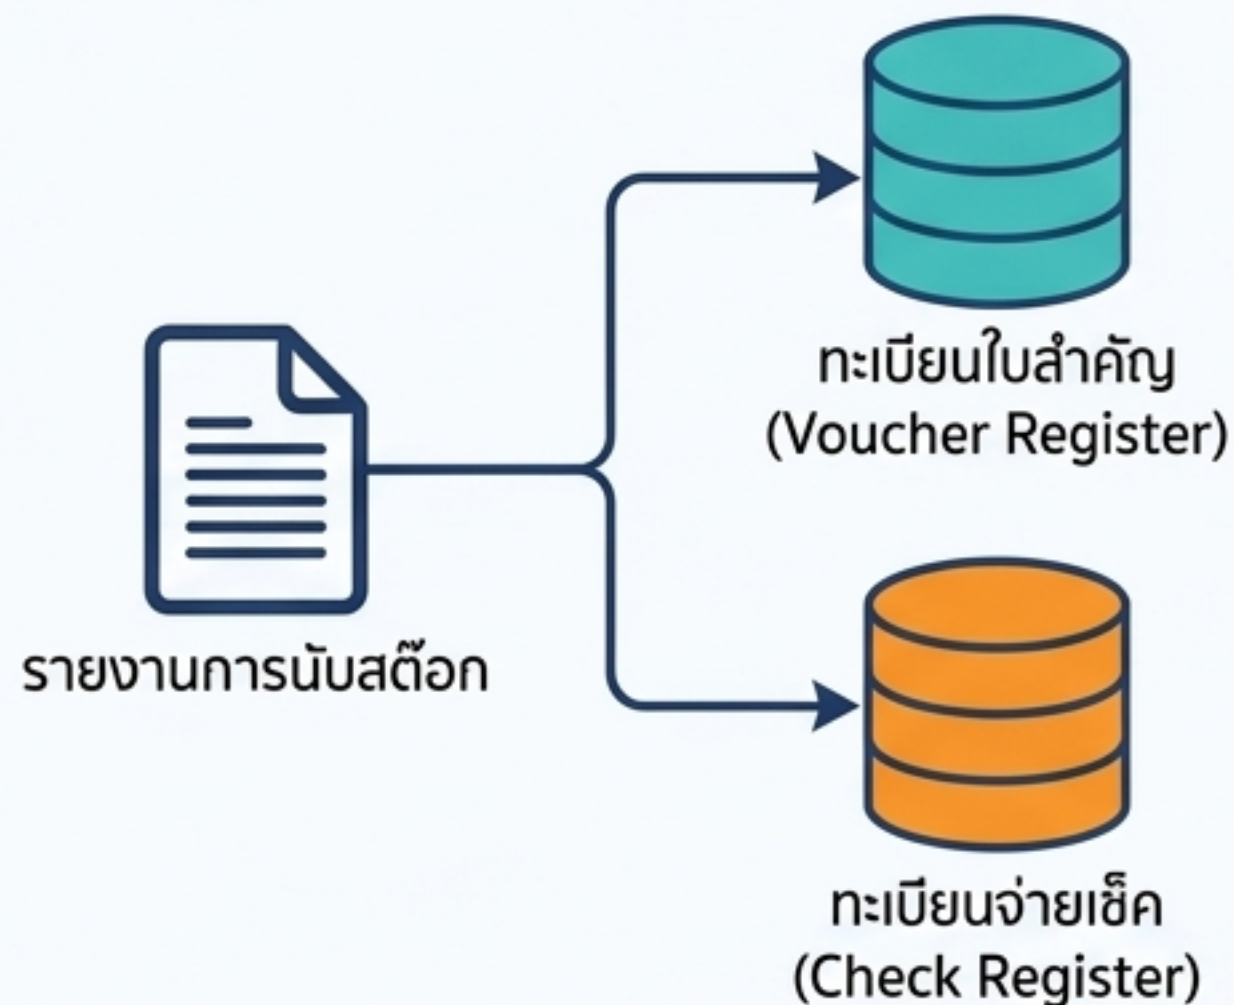 ทะเบียนใบสำคัญ
(Voucher Register)
รายงานการนับสต๊อก
ทะเบียนจ่ายเช็ค
(Check Register)